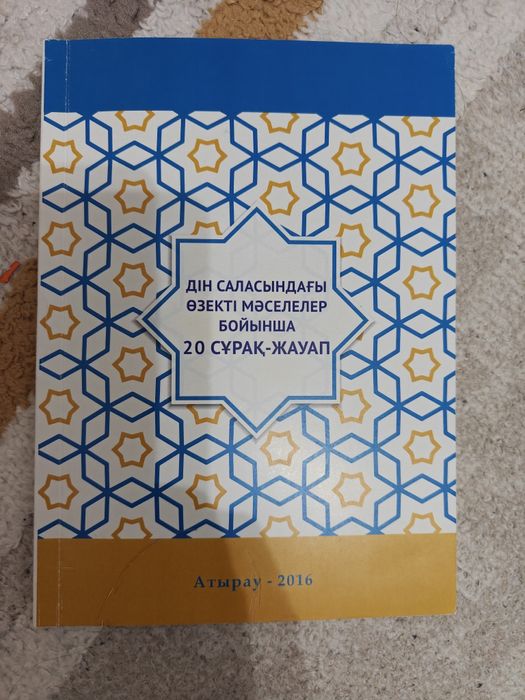 ДІН САЛАСЫНДАҒЫ
ӨЗЕКТІ МӘСЕЛЕЛЕР
БОЙЫНША
20 СҰРАҚ-ЖАУАП
Атырау - 2016